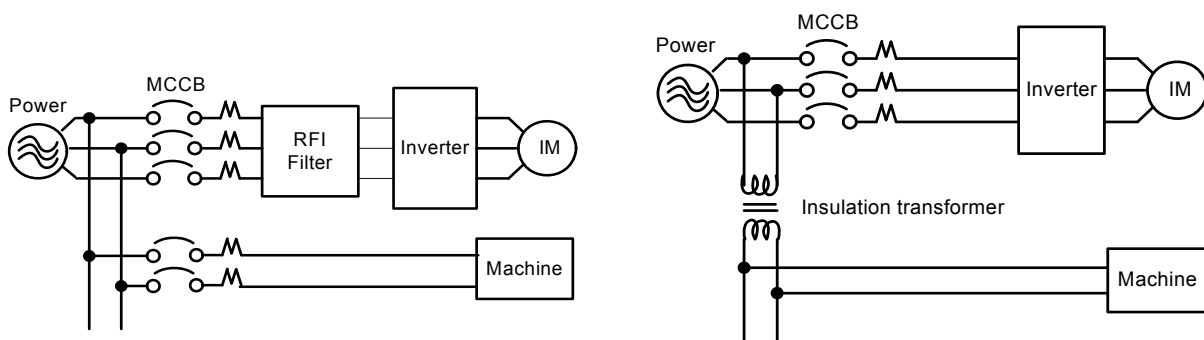 Power
MCCB
RFI
Filter
Inverter
IM
Machine
Power
MCCB
Inverter
IM
Insulation transformer
Machine